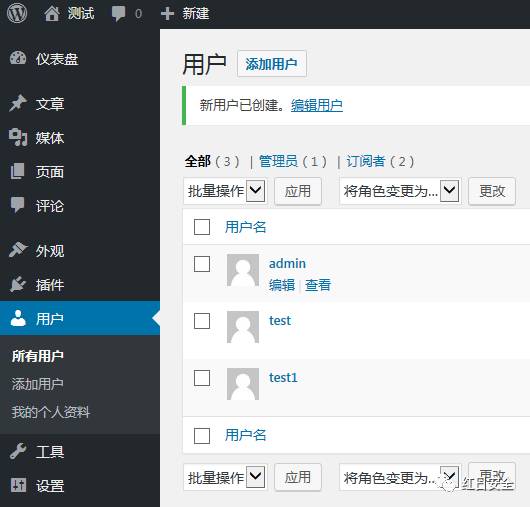 测试 0 新建
仪表盘
文章
媒体
页面
评论
外观
插件
用户
所有用户
添加用户
我的个人资料
工具
设置
用户 添加用户
新用户已创建。编辑用户
全部（3） | 管理员（1） | 订阅者（2）
批量操作 应用 将角色变更为... 更改
用户名
admin
编辑 | 查看
test
test1
用户名
批量操作 应用 将角色变更为... 更改
红日安全